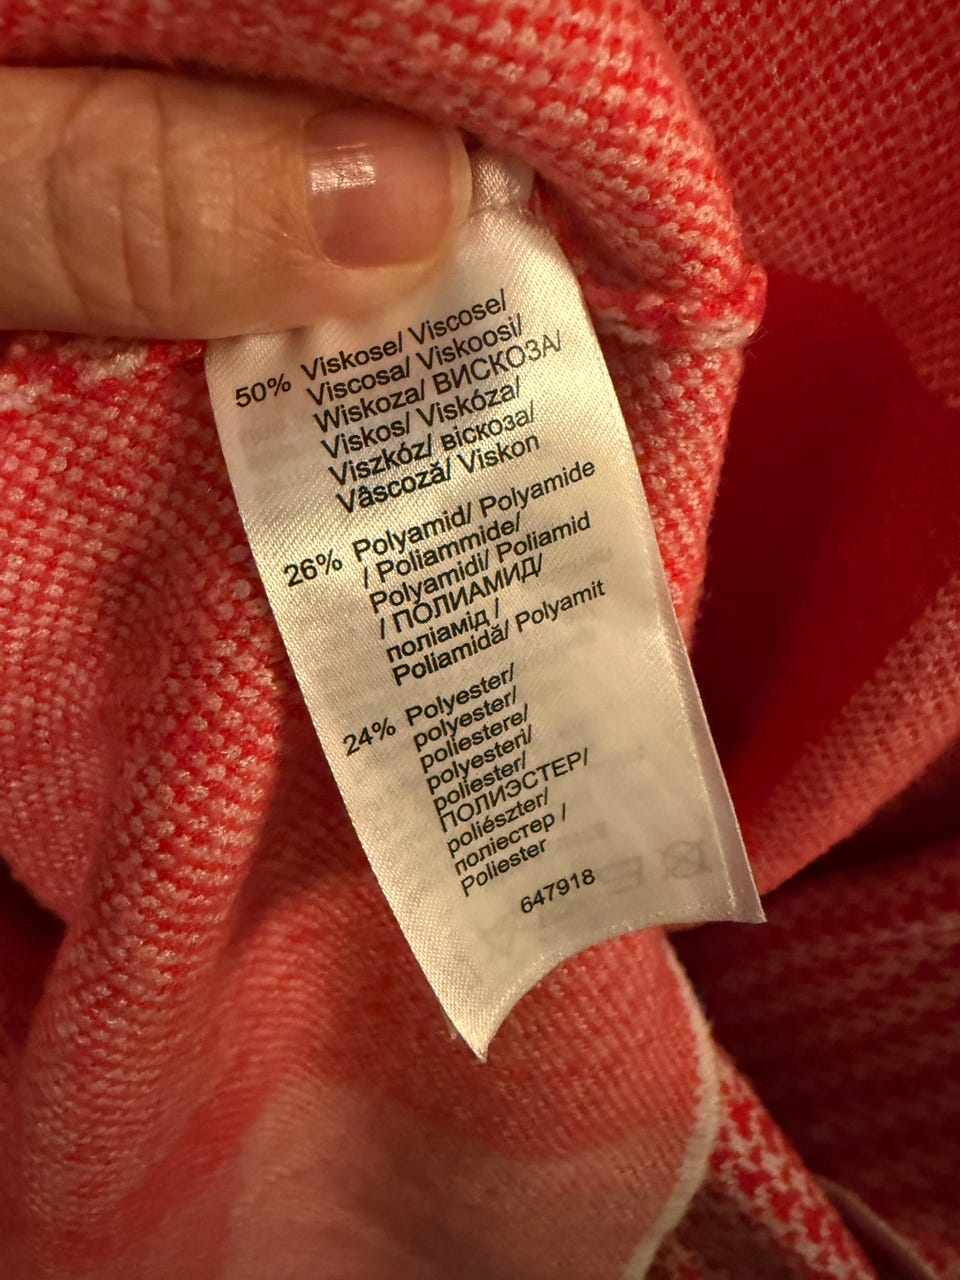 50% Viskose/ Viscose/
Viscosa/ Viskoosi/
Wiskoza/ ВИСКОЗА/
Viskos/ Viskóza/
Viszkóz/ віскоза/
Vâscoză/ Viskon
26% Polyamid/ Polyamide
/ Poliammide/
Polyamidi/ Poliamid
/ ПОЛИАМИД/
поліамід /
Poliamidă/ Polyamit
24% Polyester/
polyester/
poliestere/
polyesteri/
poliester/
ПОЛИЭСТЕР/
poliészter/
поліестер /
Poliester
647918